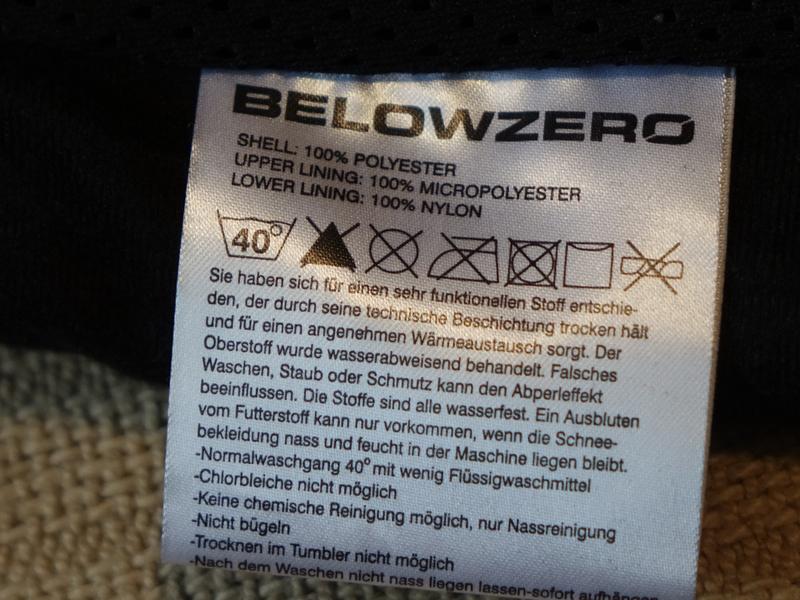 BELOWZERO
SHELL: 100% POLYESTER
UPPER LINING: 100% MICROPOLYESTER
LOWER LINING: 100% NYLON
40°
Sie haben sich für einen sehr funktionellen Stoff entschie-
den, der durch seine technische Beschichtung trocken hält
und für einen angenehmen Wärmeaustausch sorgt. Der
Oberstoff wurde wasserabweisend behandelt. Falsches
Waschen, Staub oder Schmutz kann den Abperleffekt
beeinflussen. Die Stoffe sind alle wasserfest. Ein Ausbluten
vom Futterstoff kann nur vorkommen, wenn die Schnee-
bekleidung nass und feucht in der Maschine liegen bleibt.
-Normalwaschgang 40° mit wenig Flüssigwaschmittel
-Chlorbleiche nicht möglich
-Keine chemische Reinigung möglich, nur Nassreinigung
-Nicht bügeln
-Trocknen im Tumbler nicht möglich
-Nach dem Waschen nicht nass liegen lassen-sofort aufhängen